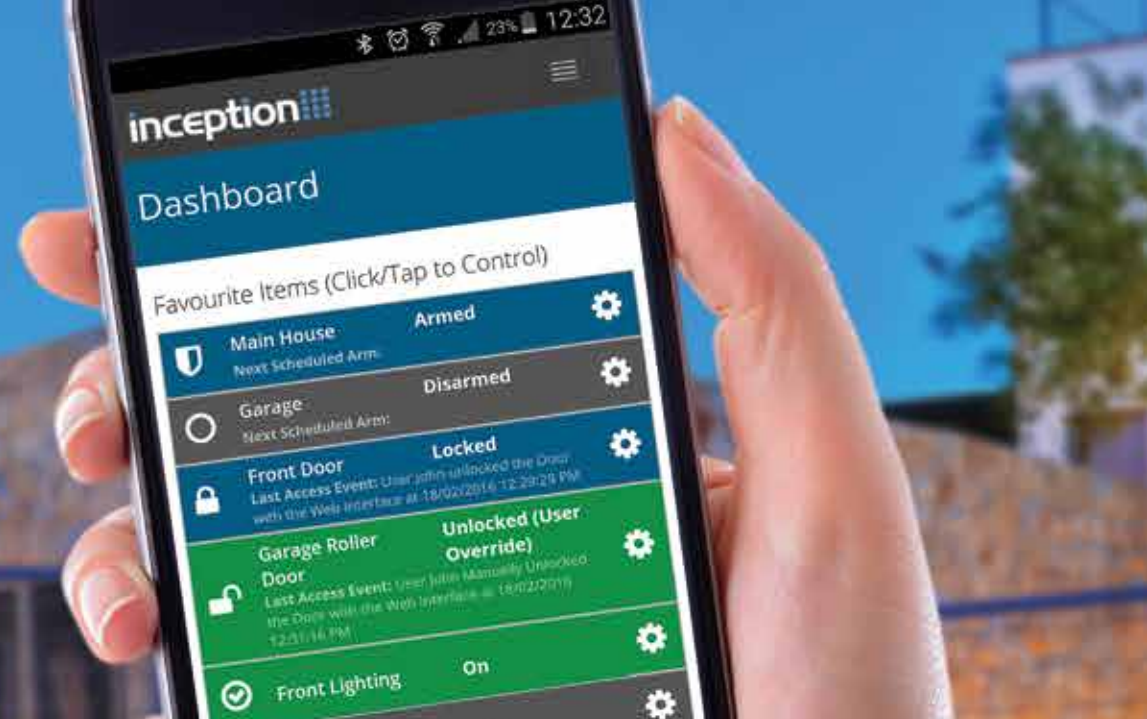 23% 12:32
inception
Dashboard
Favourite Items (Click/Tap to Control)
Main House Armed
Next Scheduled Arm:
Garage Disarmed
Next Scheduled Arm:
Front Door Locked
Last Access Event: User John unlocked the Door
with the Web Interface at 18/02/2016 12:29:29 PM
Garage Roller Unlocked (User
Door Override)
Last Access Event: User John Manually Unlocked
the Door with the Web Interface at 18/02/2016
12:31:16 PM
Front Lighting On